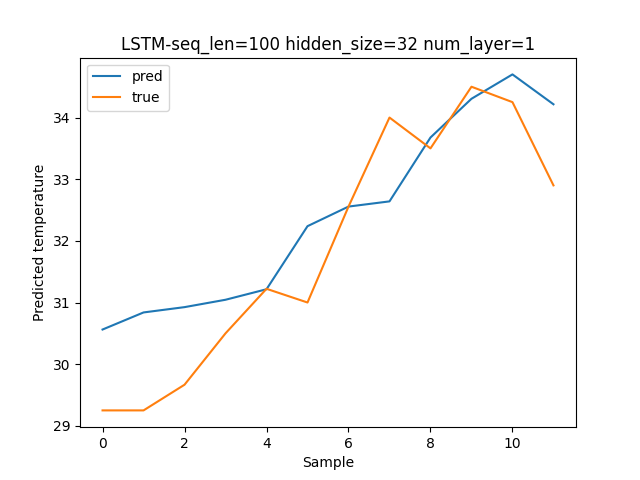 LSTM-seq_len=100 hidden_size=32 num_layer=1
pred
true
Predicted temperature
34
33
32
31
30
29
0 2 4 6 8 10
Sample